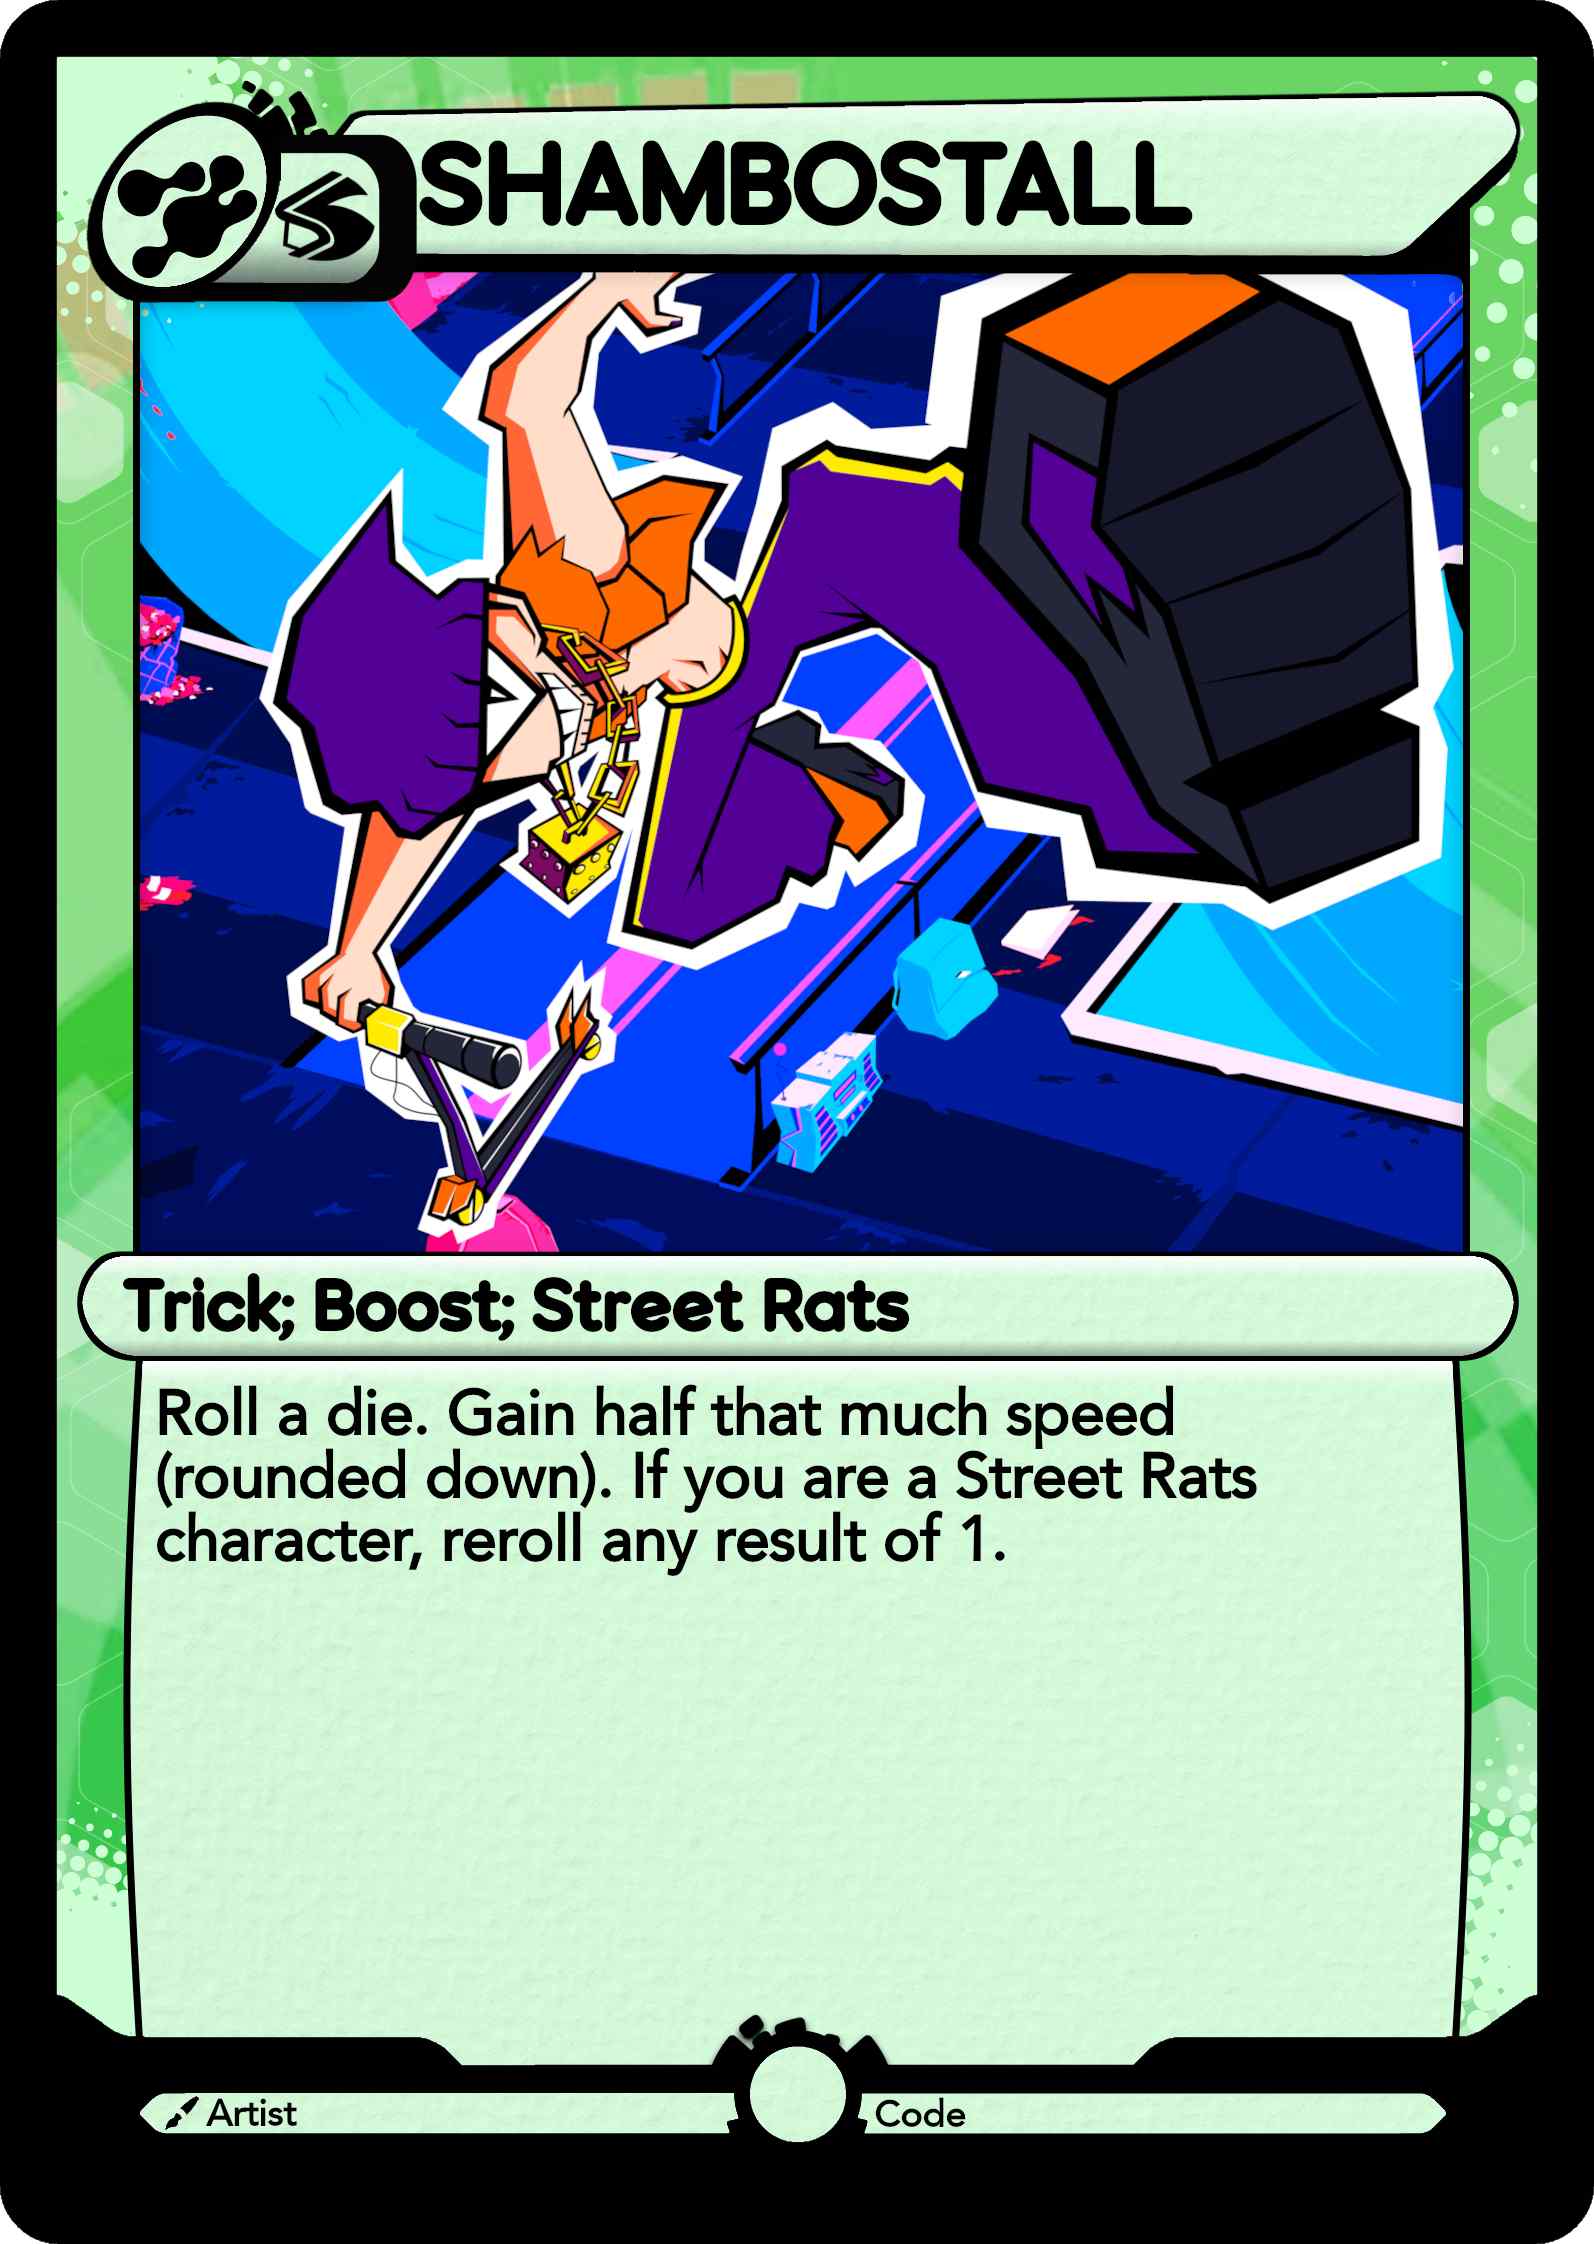 SHAMBOSTALL
Trick; Boost; Street Rats
Roll a die. Gain half that much speed
(rounded down). If you are a Street Rats
character, reroll any result of 1.
Artist
Code